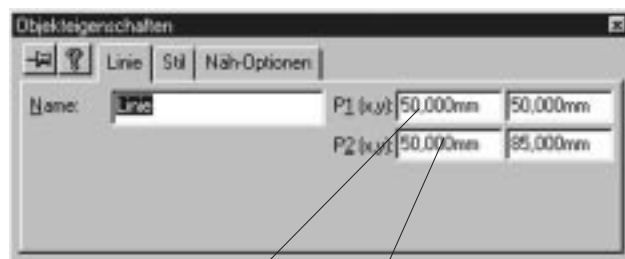 Objekteigenschaften
Linie Stil Näh-Optionen
Name: Linie P1 (x,y): 50,000mm 50,000mm
P2 (x,y): 50,000mm 85,000mm